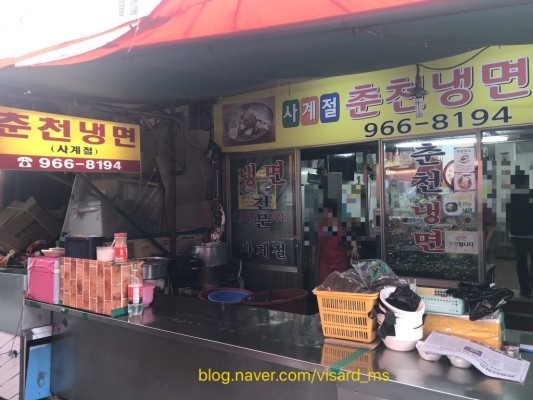 사계절 춘천냉면
966-8194
춘천냉면
(사계절)
☎966-8194
냉면
전문
사계절
춘천냉면
blog.naver.com/visard_ms